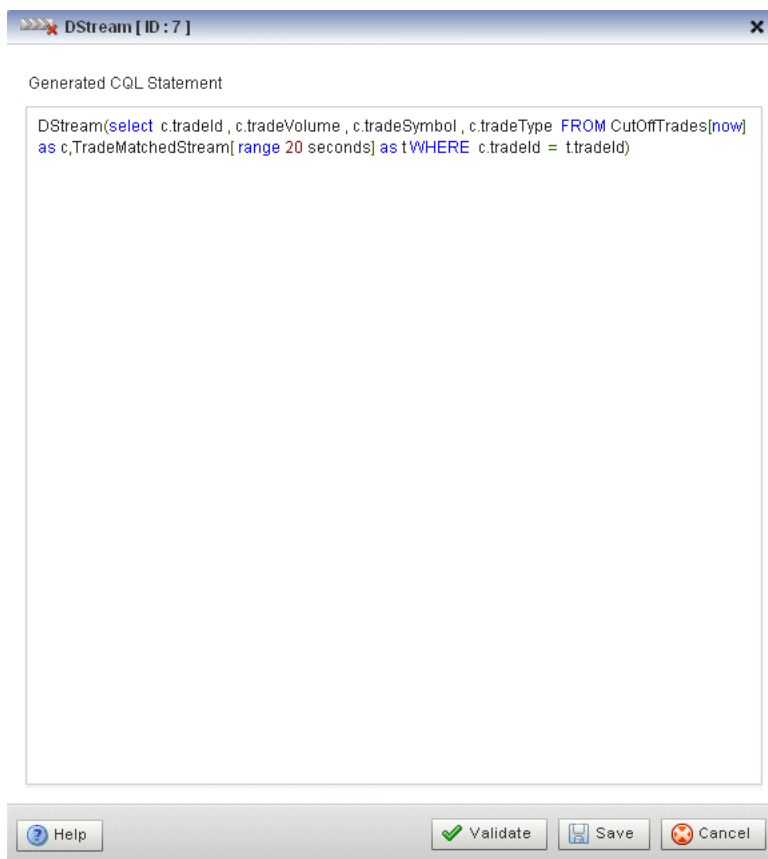 DStream [ ID : 7 ]
Generated CQL Statement
DStream(select c.tradeId , c.tradeVolume , c.tradeSymbol , c.tradeType FROM CutOffTrades[now]
as c,TradeMatchedStream[ range 20 seconds] as t WHERE c.tradeId = t.tradeId)
Help Validate Save Cancel